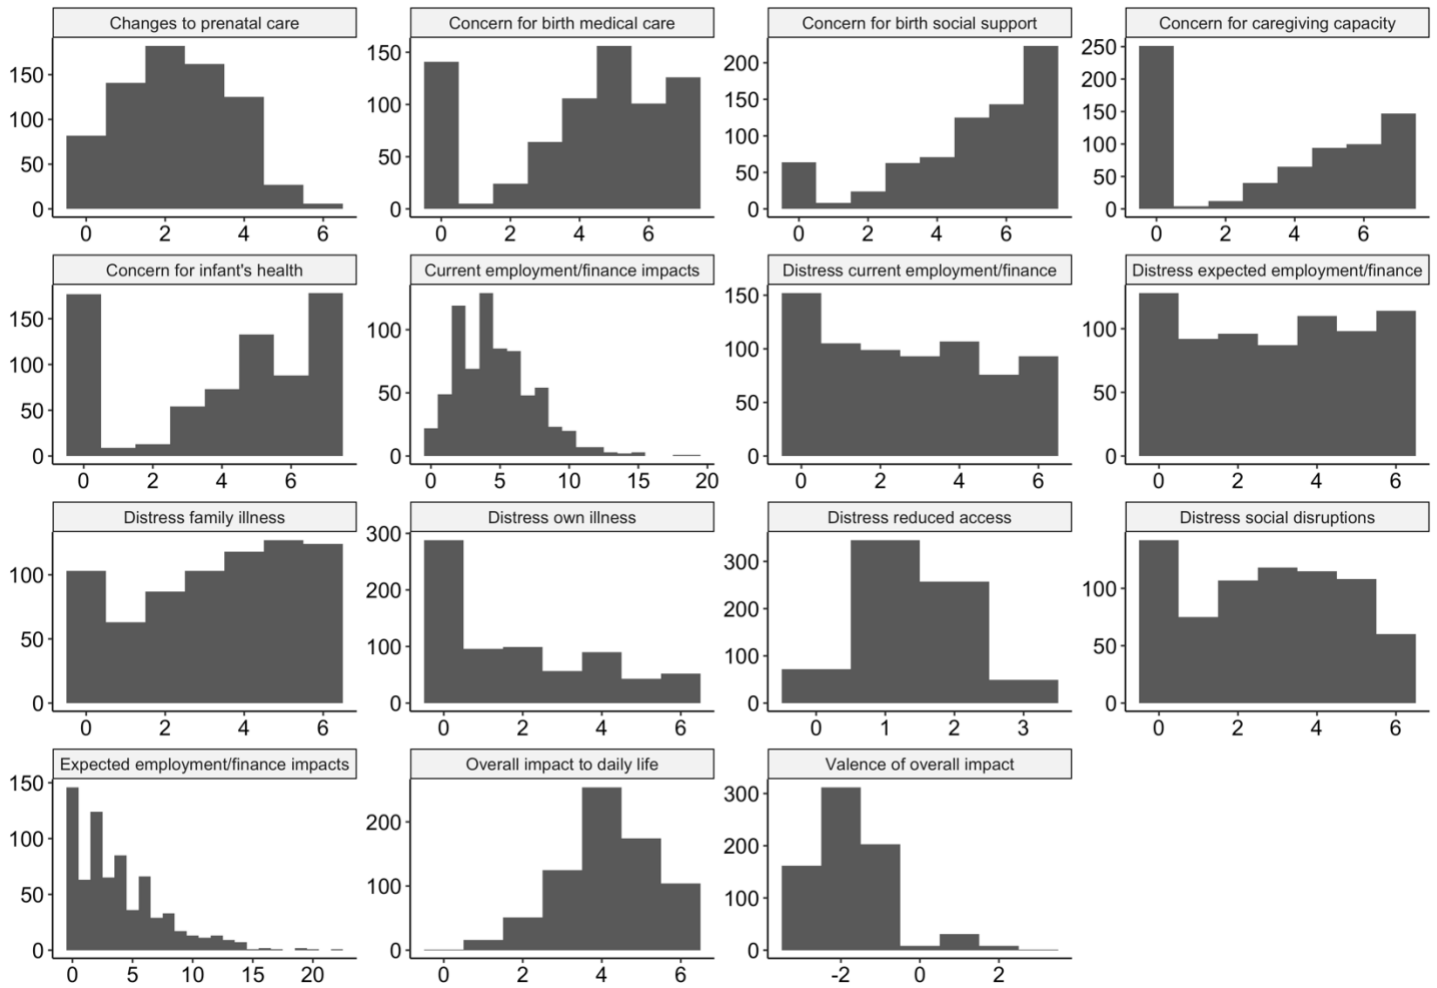 Changes to prenatal care
150
100
50
0
0 2 4 6
Concern for birth medical care
150
100
50
0
0 2 4 6
Concern for birth social support
200
150
100
50
0
0 2 4 6
Concern for caregiving capacity
250
200
150
100
50
0
0 2 4 6
Concern for infant's health
150
100
50
0
0 2 4 6
Current employment/finance impacts
100
50
0
0 5 10 15 20
Distress current employment/finance
150
100
50
0
0 2 4 6
Distress expected employment/finance
100
50
0
0 2 4 6
Distress family illness
100
50
0
0 2 4 6
Distress own illness
300
200
100
0
0 2 4 6
Distress reduced access
300
200
100
0
0 1 2 3
Distress social disruptions
100
50
0
0 2 4 6
Expected employment/finance impacts
150
100
50
0
0 5 10 15 20
Overall impact to daily life
200
100
0
0 2 4 6
Valence of overall impact
300
200
100
0
-2 0 2